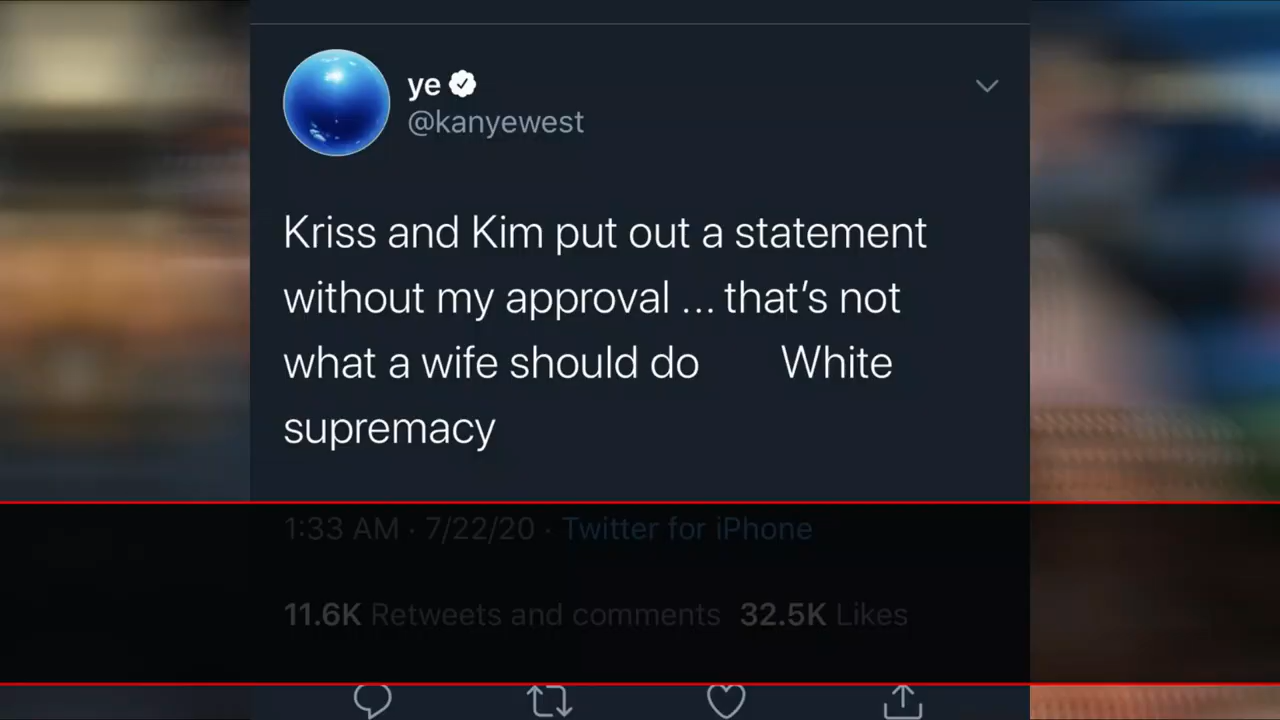 ye
@kanyewest
Kriss and Kim put out a statement
without my approval ... that's not
what a wife should do White
supremacy
1:33 AM · 7/22/20 · Twitter for iPhone
11.6K Retweets and comments 32.5K Likes